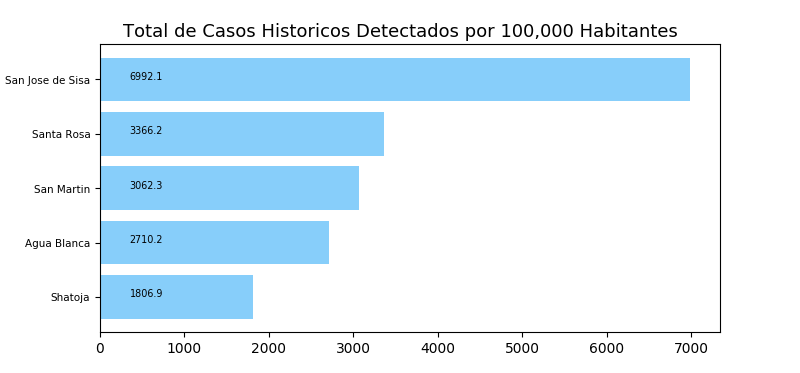 Total de Casos Historicos Detectados por 100,000 Habitantes
San Jose de Sisa 6992.1
Santa Rosa 3366.2
San Martin 3062.3
Agua Blanca 2710.2
Shatoja 1806.9
0 1000 2000 3000 4000 5000 6000 7000